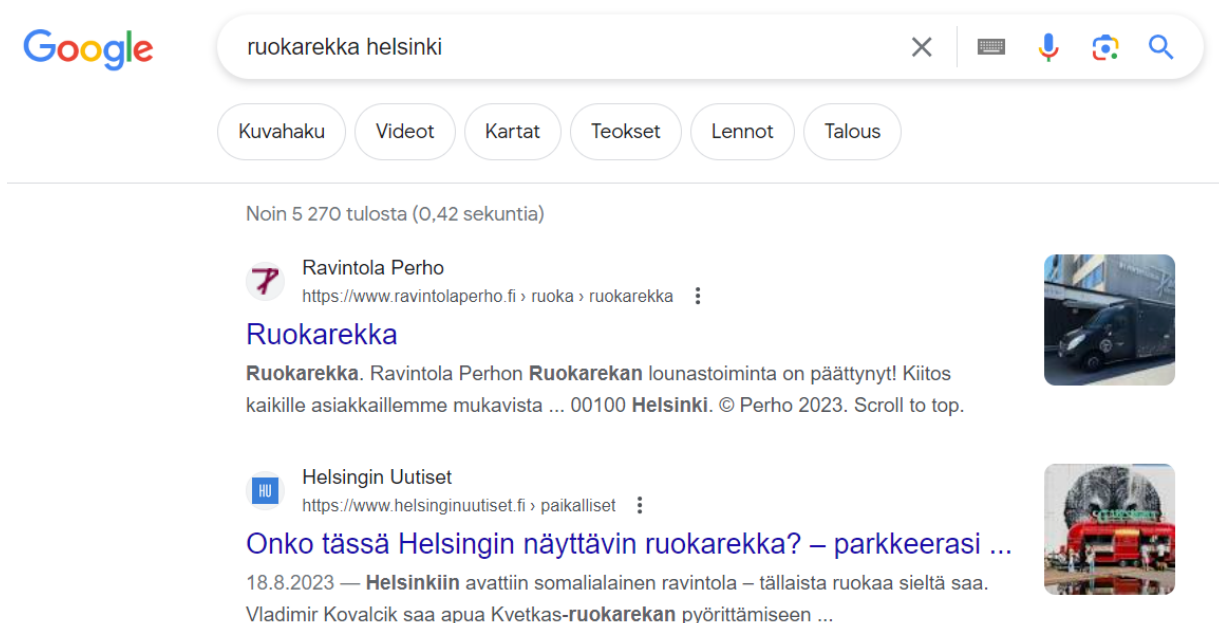 Google
ruokarekka helsinki
Kuvahaku
Videot
Kartat
Teokset
Lennot
Talous
Noin 5 270 tulosta (0,42 sekuntia)
Ravintola Perho
https://www.ravintolaperho.fi › ruoka › ruokarekka
Ruokarekka
Ruokarekka. Ravintola Perhon Ruokarekan lounastoiminta on päättynyt! Kiitos
kaikille asiakkaillemme mukavista ... 00100 Helsinki. © Perho 2023. Scroll to top.
HU
Helsingin Uutiset
https://www.helsinginuutiset.fi › paikalliset
Onko tässä Helsingin näyttävin ruokarekka? – parkkeerasi ...
18.8.2023 — Helsinkiin avattiin somalialainen ravintola – tällaista ruokaa sieltä saa.
Vladimir Kovalcik saa apua Kvetkas-ruokarekan pyörittämiseen ...